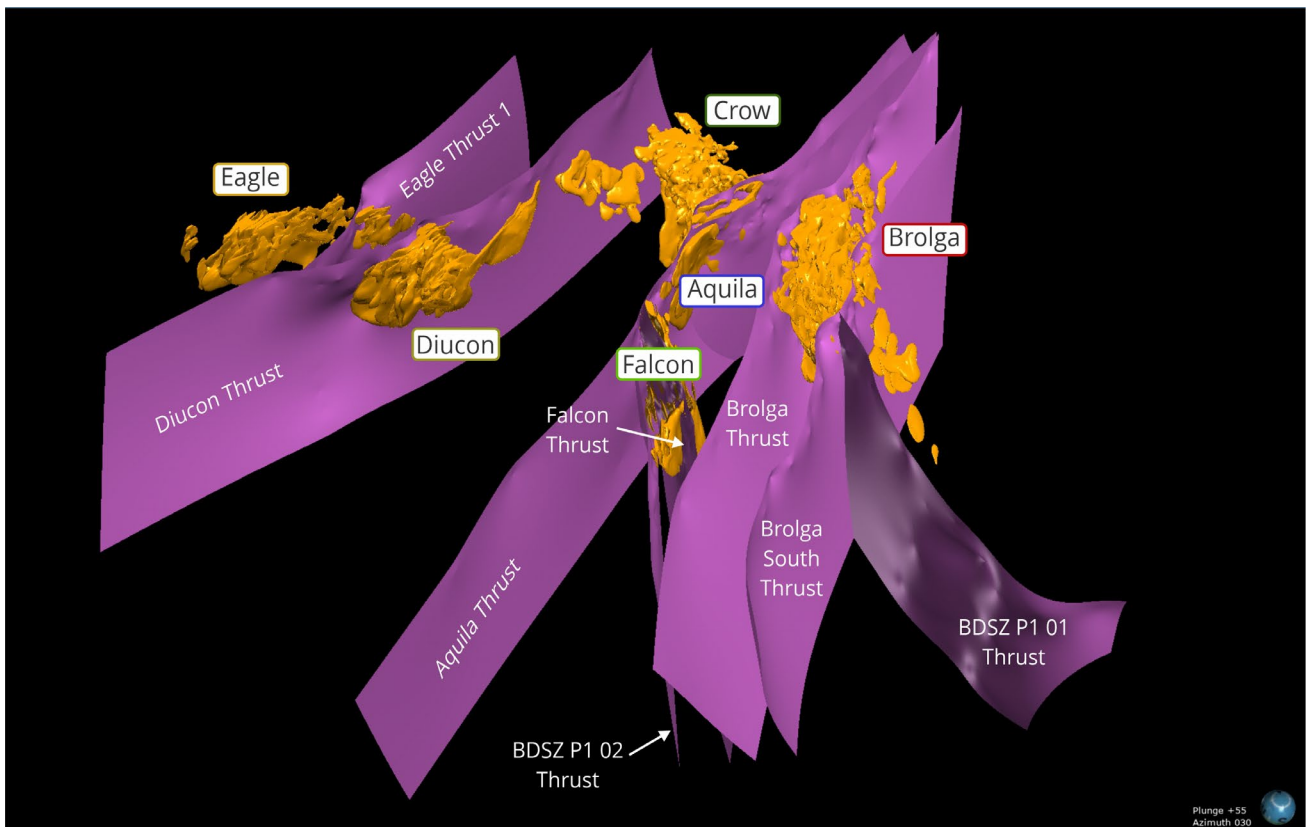 Crow
Eagle Thrust 1
Eagle
Brolga
Aquila
Diucon
Falcon
Diucon Thrust
Falcon
Thrust
Brolga
Thrust
Brolga
South
Thrust
Aquila Thrust
BDSZ P1 01
Thrust
BDSZ P1 02
Thrust
Plunge +55
Azimuth 030